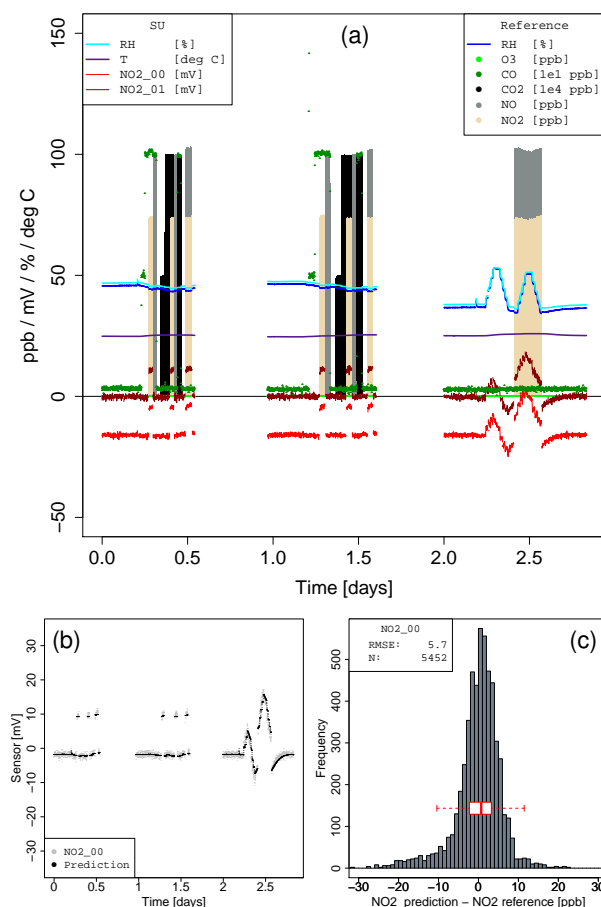 (a)
SU
RH [%]
T [deg C]
NO2_00 [mV]
NO2_01 [mV]
Reference
RH [%]
O3 [ppb]
CO [1e1 ppb]
CO2 [1e4 ppb]
NO [ppb]
NO2 [ppb]
ppb / mV / % / deg C
150
100
50
0
−50
0.0 0.5 1.0 1.5 2.0 2.5
Time [days]
(b)
Sensor [mV]
30
20
10
0
−10
−20
−30
NO2_00
Prediction
0 0.5 1.5 2.5
Time [days]
(c)
NO2_00
RMSE: 5.7
N: 5452
Frequency
500
400
300
200
100
0
−30 −20 −10 0 10 20 30
NO2 prediction − NO2 reference [ppb]